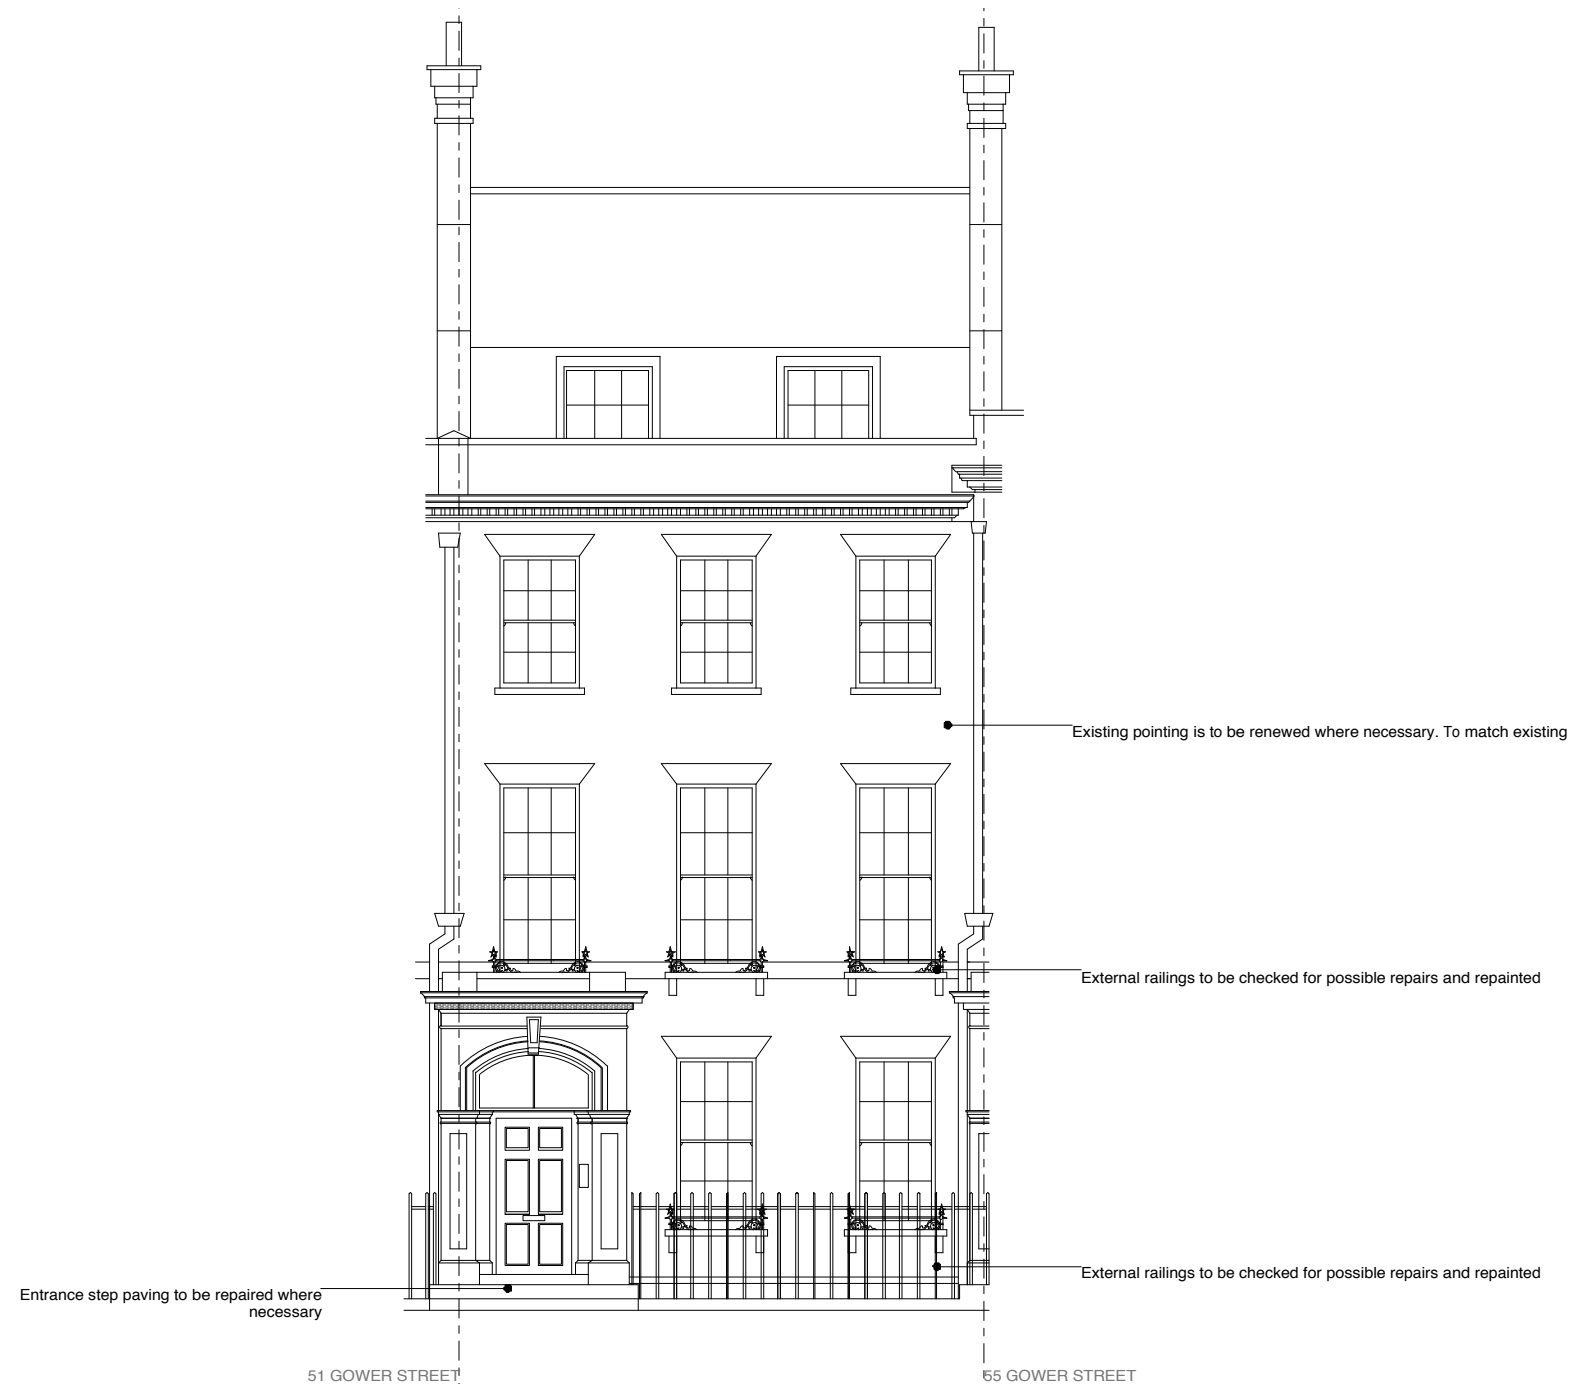 Existing pointing is to be renewed where necessary. To match existing
External railings to be checked for possible repairs and repainted
External railings to be checked for possible repairs and repainted
Entrance step paving to be repaired where
necessary
51 GOWER STREET
55 GOWER STREET